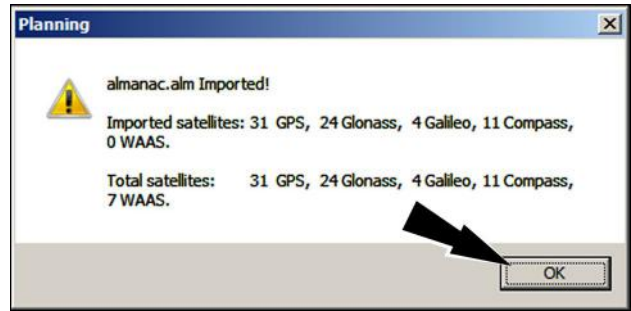 Planning
almanac.alm Imported!
Imported satellites: 31 GPS, 24 Glonass, 4 Galileo, 11 Compass,
0 WAAS.
Total satellites: 31 GPS, 24 Glonass, 4 Galileo, 11 Compass,
7 WAAS.
OK